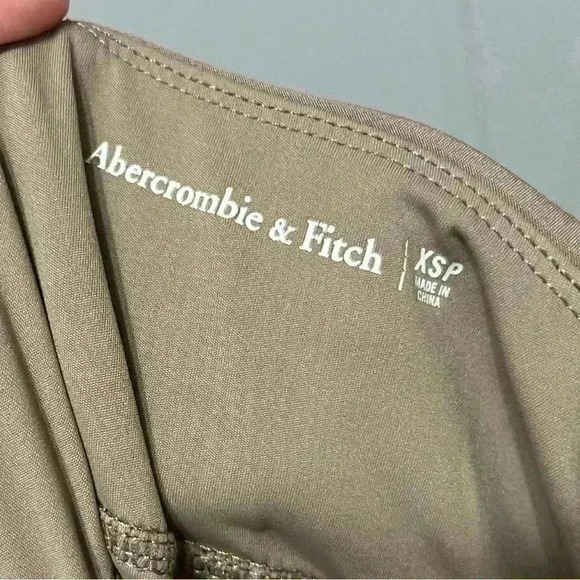 Abercrombie & Fitch
XSP
MADE IN
CHINA